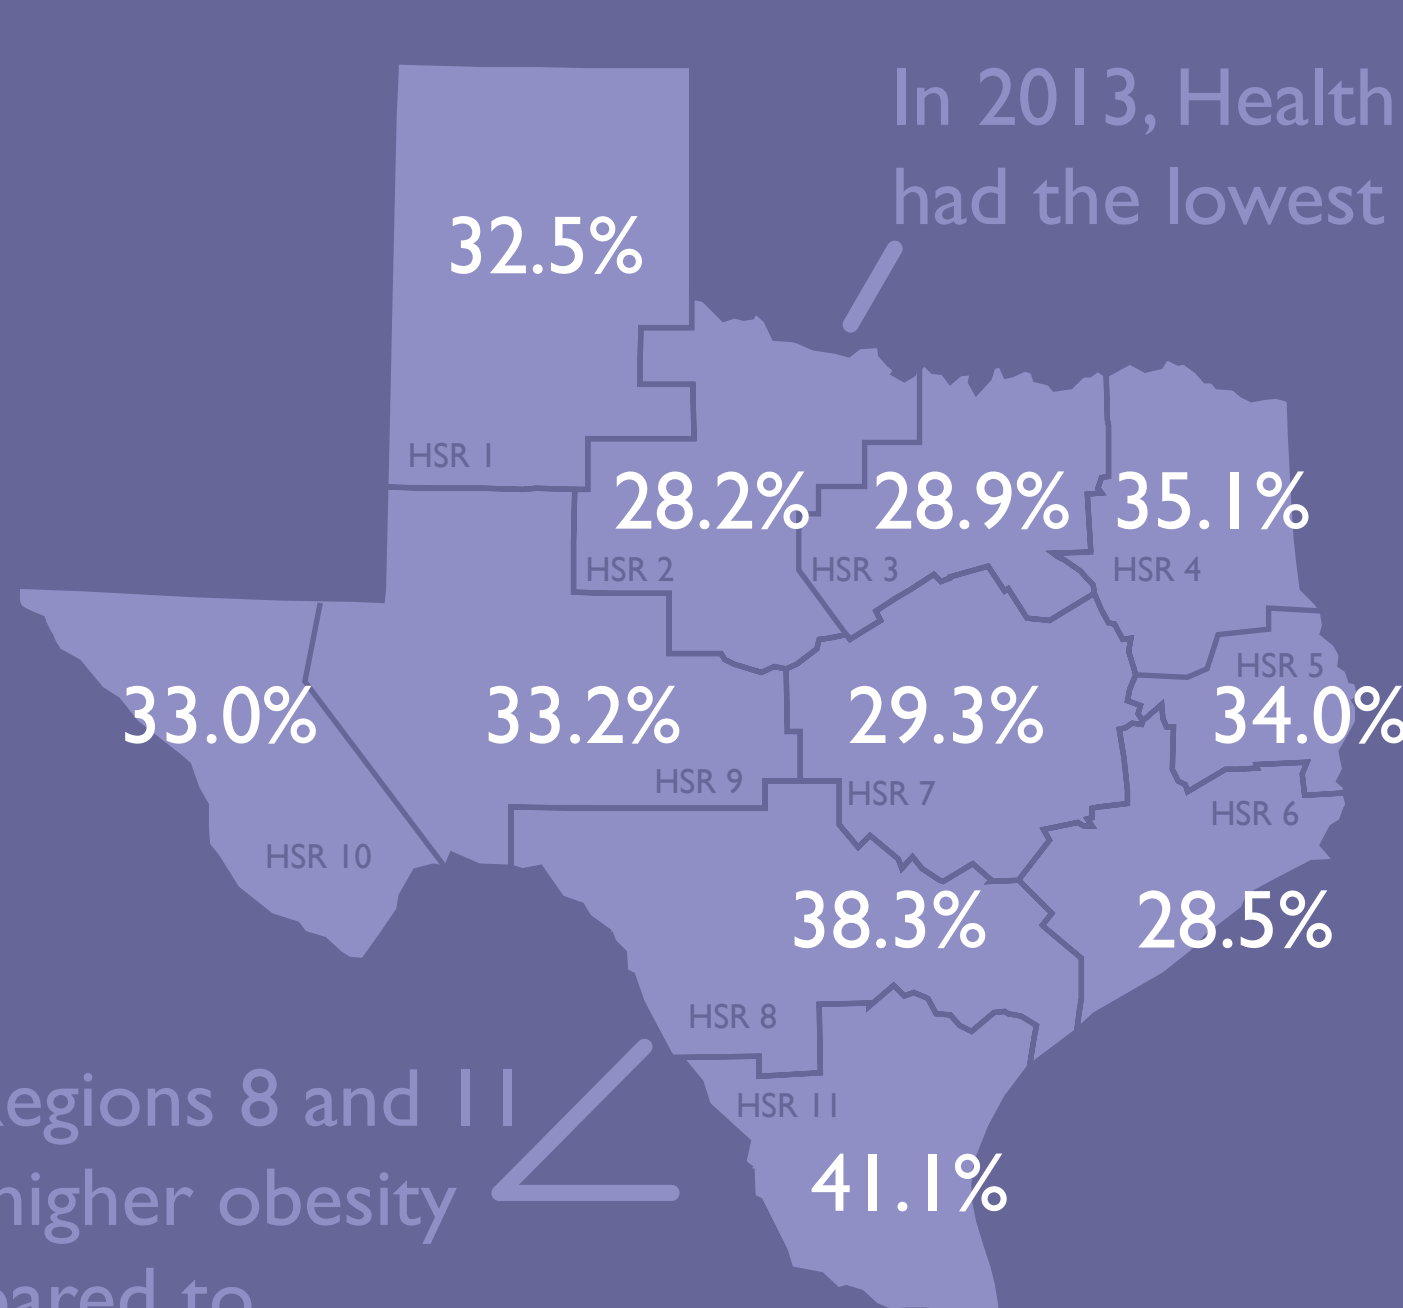 In 2013, Health
had the lowest
32.5%
HSR 1
28.2%
HSR 2
28.9%
HSR 3
35.1%
HSR 4
HSR 5
34.0%
33.0%
HSR 10
33.2%
HSR 9
29.3%
HSR 7
HSR 6
28.5%
38.3%
HSR 8
HSR 11
41.1%
egions 8 and 11
higher obesity
pared to